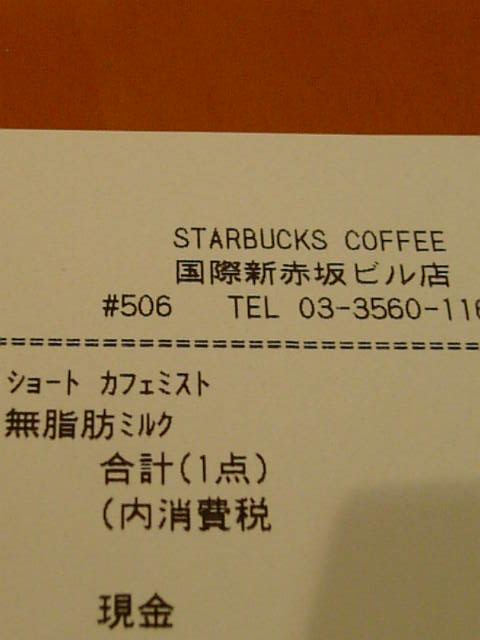 STARBUCKS COFFEE
国際新赤坂ビル店
#506 TEL 03-3560-116
==============================
ショート カフェミスト
無脂肪ミルク
合計(1点)
(内消費税
現金